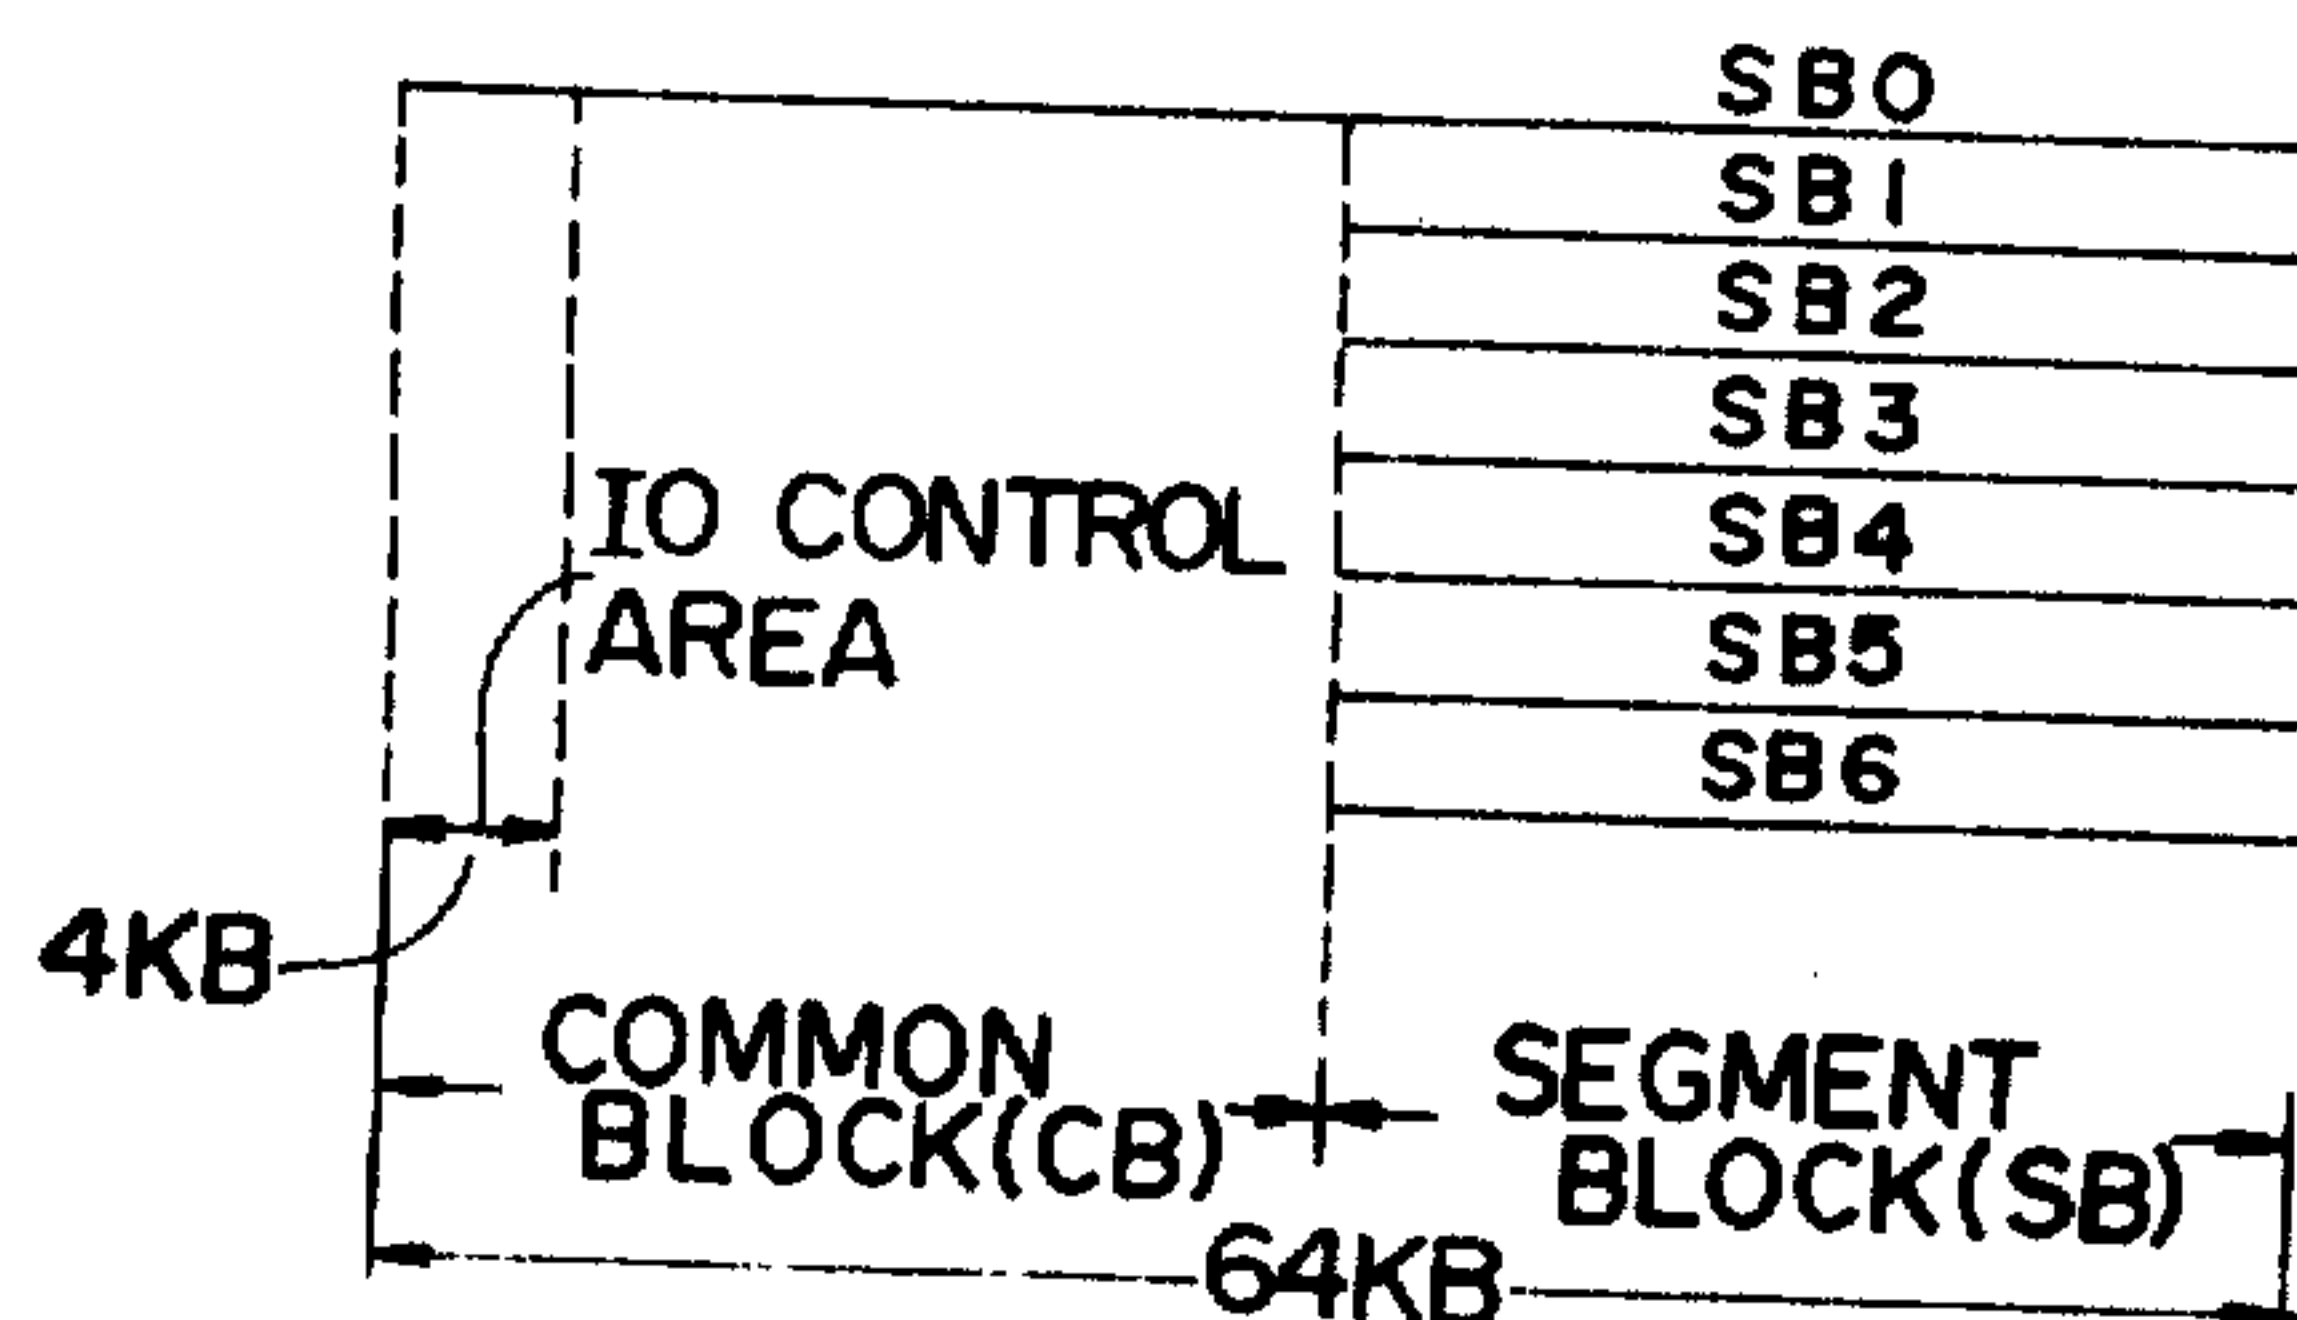 SB0
SB1
SB2
SB3
SB4
SB5
SB6
IO CONTROL
AREA
4KB
COMMON
BLOCK(CB)
SEGMENT
BLOCK(SB)
64KB